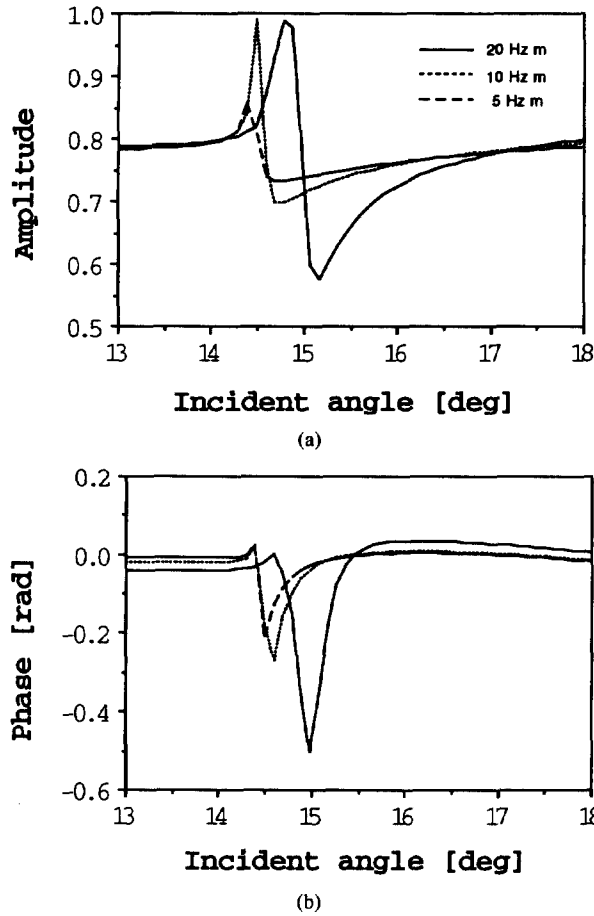 1.0
0.9
0.8
0.7
0.6
0.5
Amplitude
20 Hz m
10 Hz m
5 Hz m
13 14 15 16 17 18
Incident angle [deg]
(a)
0.2
0.0
-0.2
-0.4
-0.6
Phase [rad]
13 14 15 16 17 18
Incident angle [deg]
(b)